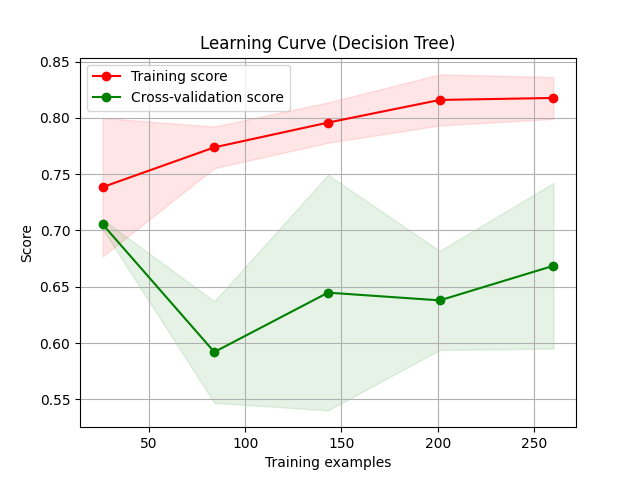 Learning Curve (Decision Tree)
Training score
Cross-validation score
Score
0.85
0.80
0.75
0.70
0.65
0.60
0.55
50
100
150
200
250
Training examples